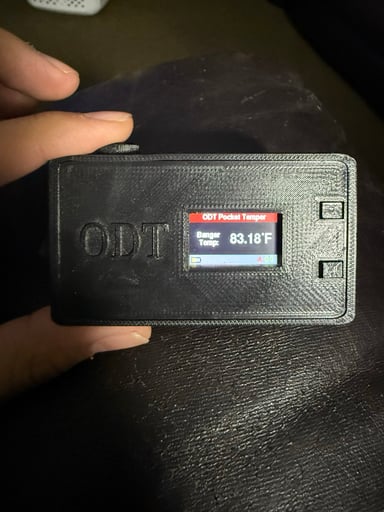 ODT
ODT Pocket Temper
Banger
Temp:
83.18°F